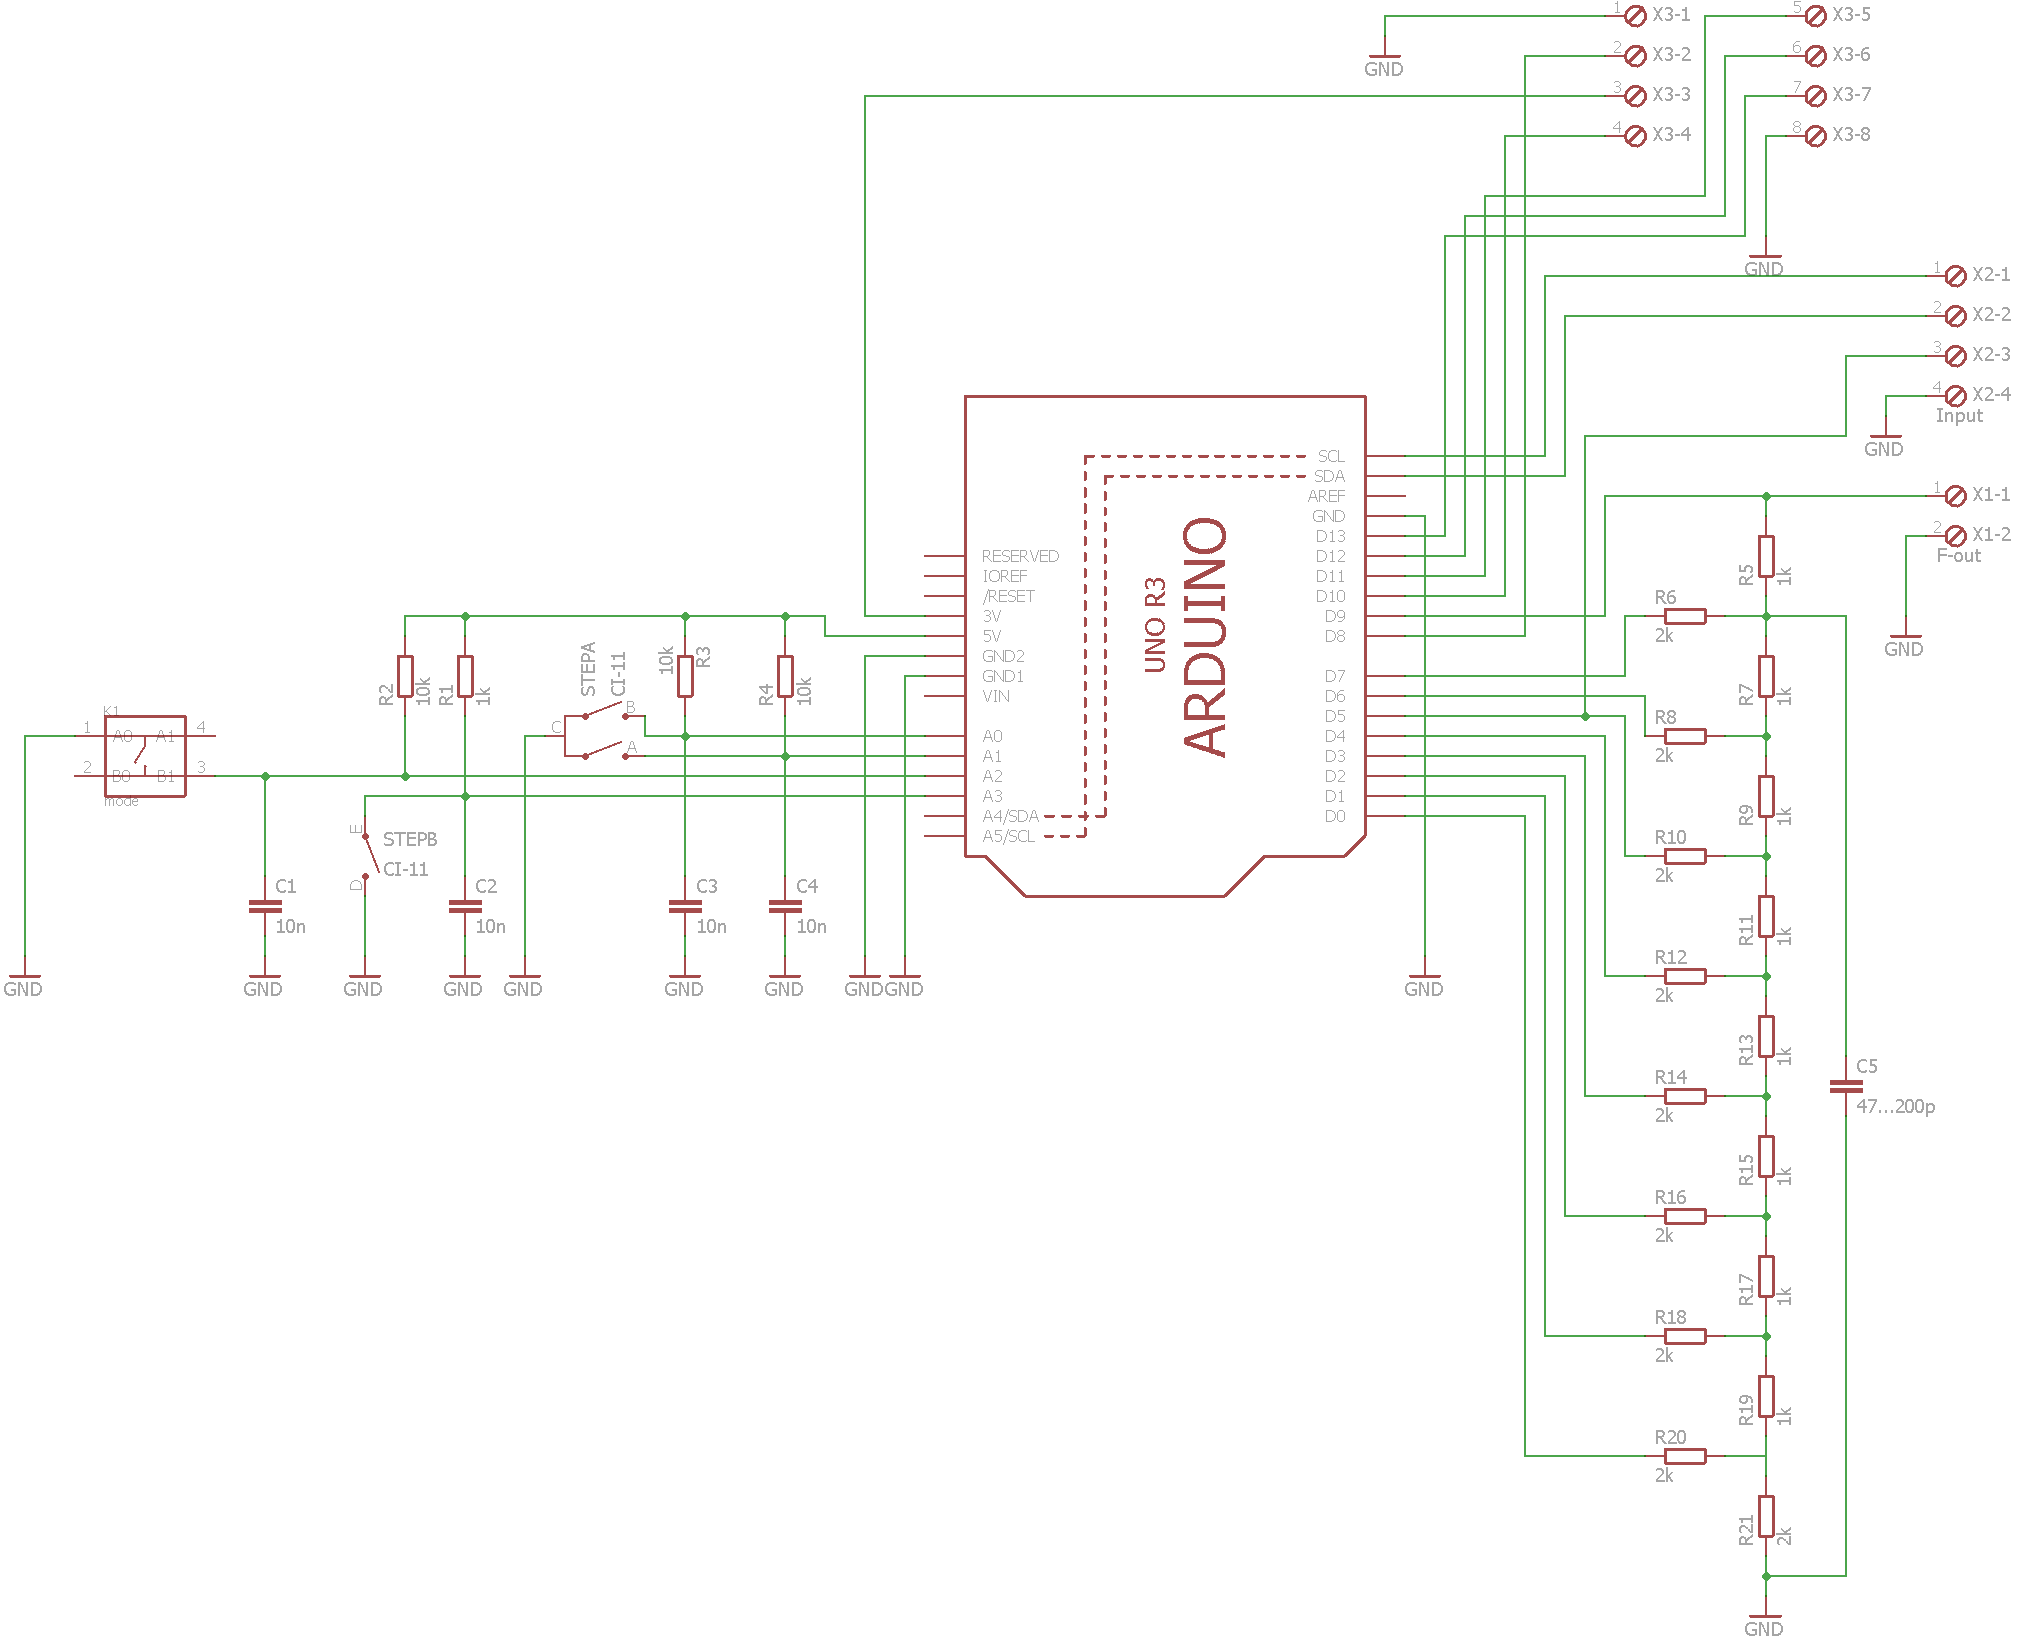 1 X3-1
2 X3-2
3 X3-3
4 X3-4
GND
5 X3-5
6 X3-6
7 X3-7
8 X3-8
GND
1 X2-1
2 X2-2
3 X2-3
4 X2-4
Input
GND
1 X1-1
2 X1-2
F-out
GND
ARDUINO
UNO R3
RESERVED
IOREF
/RESET
3V
5V
GND2
GND1
VIN
A0
A1
A2
A3
A4/SDA
A5/SCL
SCL
SDA
AREF
GND
D13
D12
D11
D10
D9
D8
D7
D6
D5
D4
D3
D2
D1
D0
K1
1 A0 A1 4
2 B0 B1 3
mode
R2 10k
R1 1k
STEPA
CI-11
C
B
A
10k R3
R4 10k
E
STEPB
CI-11
D
C1
10n
C2
10n
C3
10n
C4
10n
GND
GND
GND
GND
GND
GND
GND
GND
GND
GND
R5 1k
R6
2k
R7 1k
R8
2k
R9 1k
R10
2k
R11 1k
R12
2k
R13 1k
R14
2k
C5
47...200p
R15 1k
R16
2k
R17 1k
R18
2k
R19 1k
R20
2k
R21 2k
GND